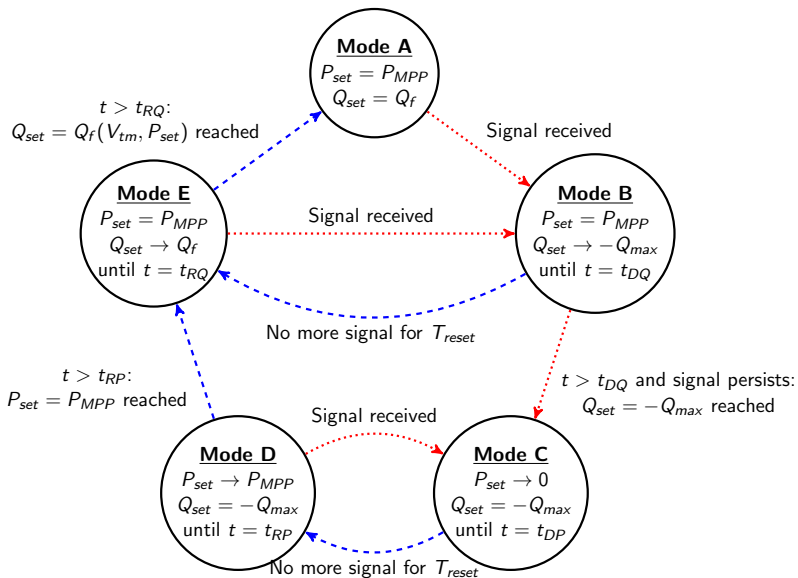 Mode A
P_set = P_MPP
Q_set = Q_f
t > t_RQ:
Q_set = Q_f(V_tm, P_set) reached
Signal received
Mode E
P_set = P_MPP
Q_set → Q_f
until t = t_RQ
Signal received
Mode B
P_set = P_MPP
Q_set → −Q_max
until t = t_DQ
No more signal for T_reset
t > t_RP:
P_set = P_MPP reached
t > t_DQ and signal persists:
Q_set = −Q_max reached
Signal received
Mode D
P_set → P_MPP
Q_set = −Q_max
until t = t_RP
Mode C
P_set → 0
Q_set = −Q_max
until t = t_DP
No more signal for T_reset